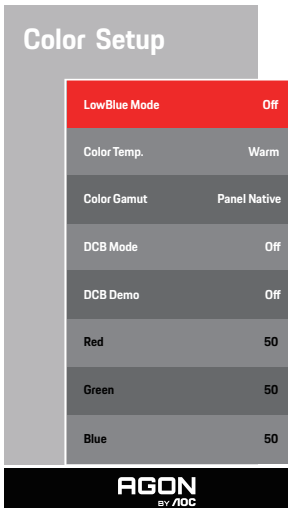 Color Setup
LowBlue Mode Off
Color Temp. Warm
Color Gamut Panel Native
DCB Mode Off
DCB Demo Off
Red 50
Green 50
Blue 50
AGON
BY AOC